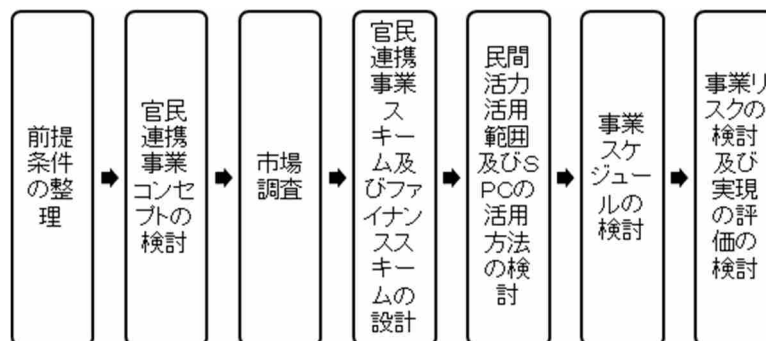 前提
条件
の整
理
官民
連携
事業
コンセ
プトの
検討
市場
調査
官民
連携
事業
ス
キー
ム及
びファ
イナン
スス
キー
ムの
設計
民間
活力
活用
範囲
及びS
PCの
活用
方法
の検
討
事業
スケ
ジュー
ルの
検討
事業リ
スクの
検討
及び
実現
の評
価の
検討